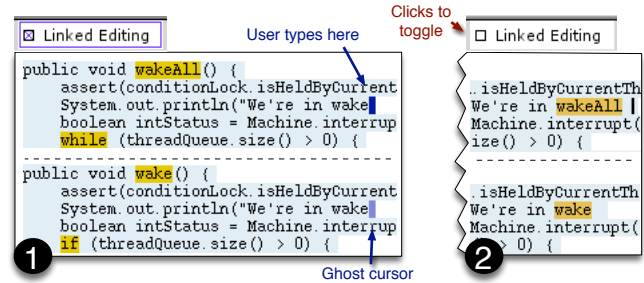 Clicks to
toggle
☒ Linked Editing
User types here
☐ Linked Editing
public void wakeAll() {
assert(conditionLock.isHeldByCurrent
System.out.println("We're in wake
boolean intStatus = Machine.interrup
while (threadQueue.size() > 0) {
public void wake() {
assert(conditionLock.isHeldByCurrent
System.out.println("We're in wake
boolean intStatus = Machine.interrup
if (threadQueue.size() > 0) {
1
Ghost cursor
.isHeldByCurrentTh
We're in wakeAll
Machine.interrupt(
ize() > 0) {
.isHeldByCurrentTh
We're in wake
Machine.interrupt(
> 0) {
2